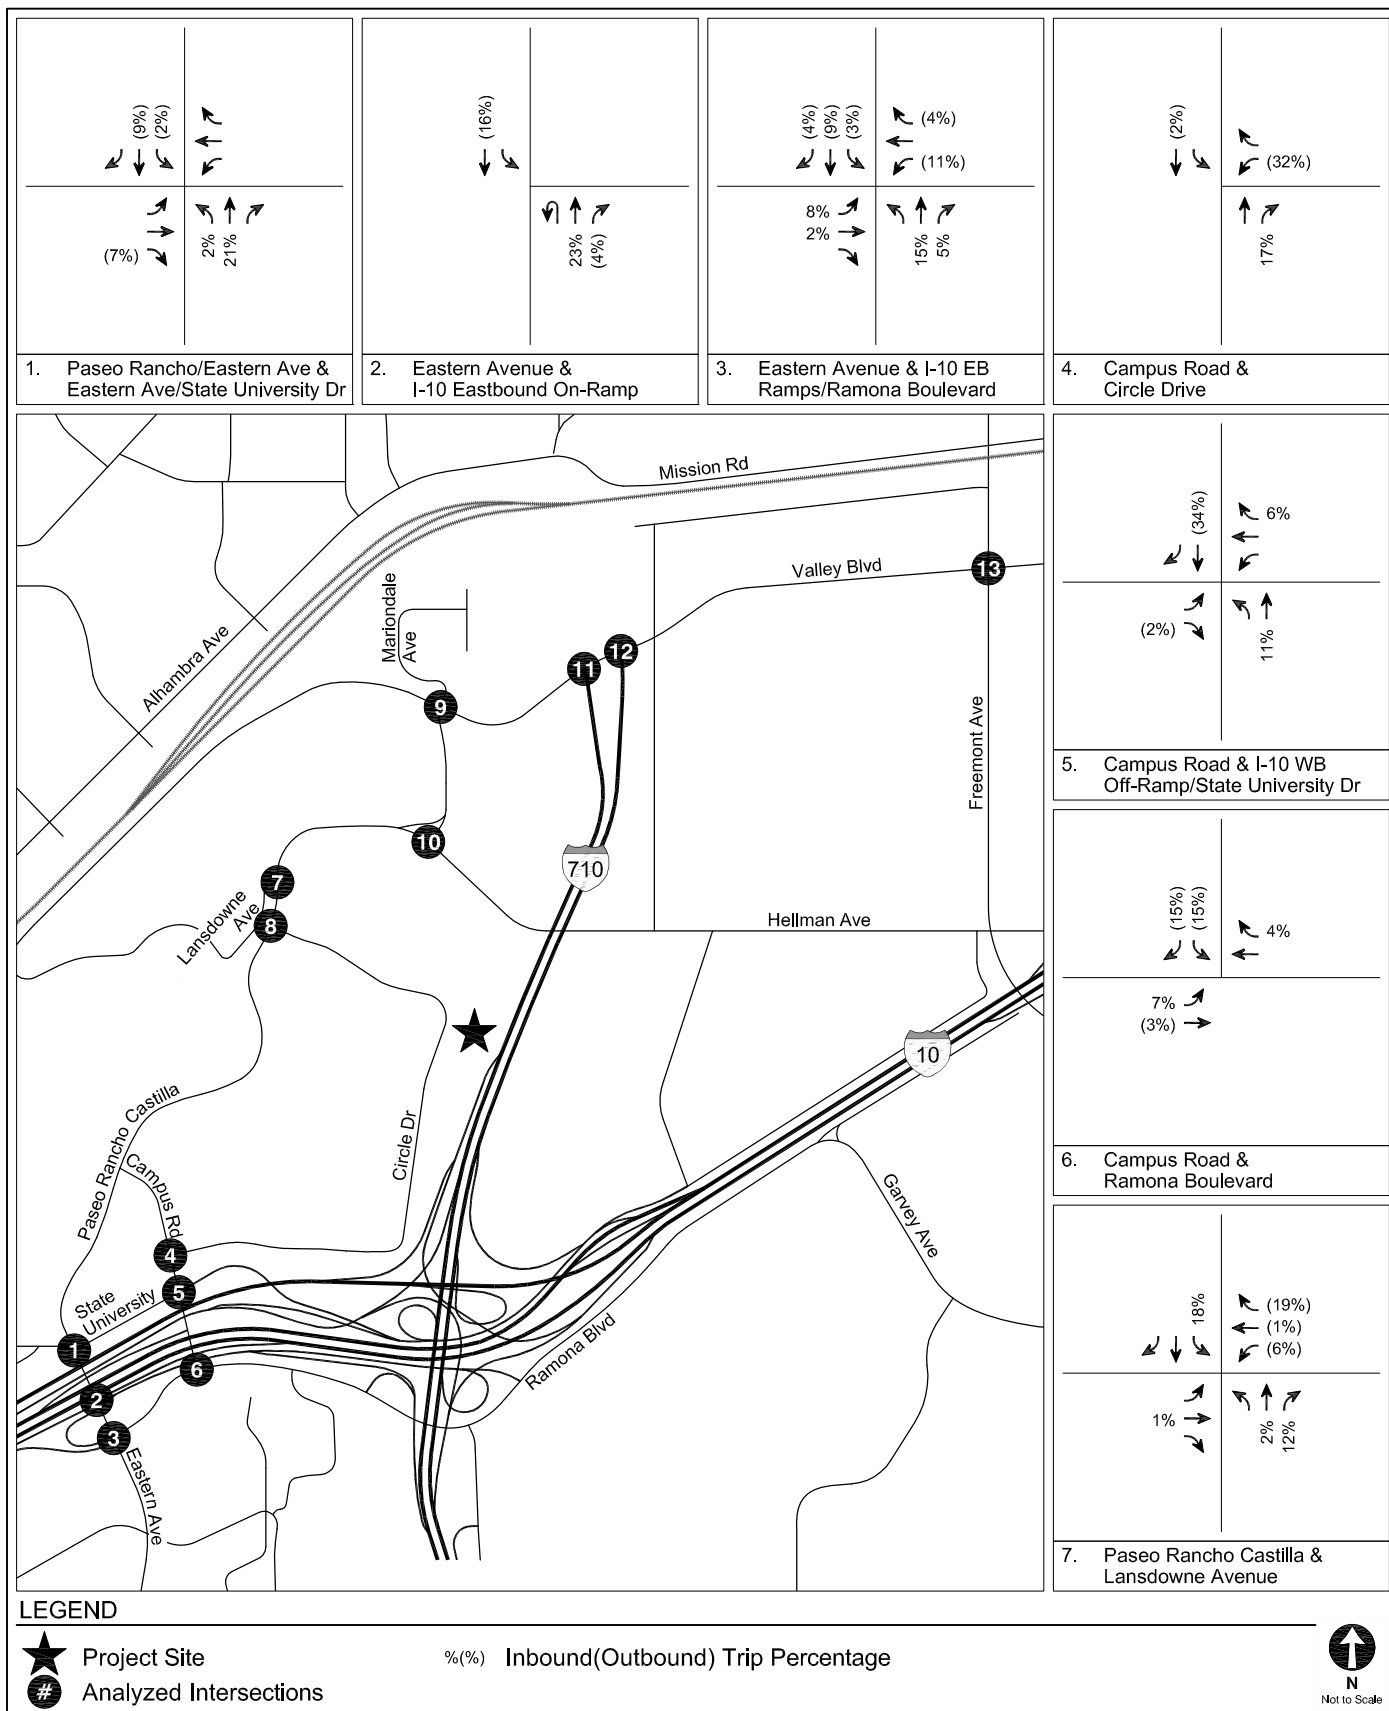 (9%)
(2%)
(7%)
2%
21%
1. Paseo Rancho/Eastern Ave &
Eastern Ave/State University Dr
(16%)
23%
(4%)
2. Eastern Avenue &
I-10 Eastbound On-Ramp
(4%)
(9%)
(3%)
(4%)
(11%)
8%
2%
15%
5%
3. Eastern Avenue & I-10 EB
Ramps/Ramona Boulevard
(2%)
(32%)
17%
4. Campus Road &
Circle Drive
(34%)
6%
(2%)
11%
5. Campus Road & I-10 WB
Off-Ramp/State University Dr
(15%)
(15%)
4%
7%
(3%)
6. Campus Road &
Ramona Boulevard
18%
(19%)
(1%)
(6%)
1%
2%
12%
7. Paseo Rancho Castilla &
Lansdowne Avenue
Mission Rd
Valley Blvd
13
Mariondale
Ave
Alhambra Ave
12
11
9
Freemont Ave
10
710
7
Lansdowne
Ave
8
Hellman Ave
10
Paseo Rancho Castilla
Circle Dr
Campus Rd
Garvey Ave
4
5
State
University
1
Ramona Blvd
6
2
3
Eastern Ave
LEGEND
Project Site
%(%) Inbound(Outbound) Trip Percentage
# Analyzed Intersections
N
Not to Scale